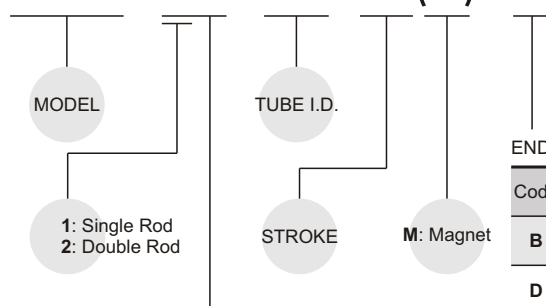 MODEL
TUBE I.D.
1: Single Rod
2: Double Rod
STROKE
M: Magnet
END
Cod
B
D